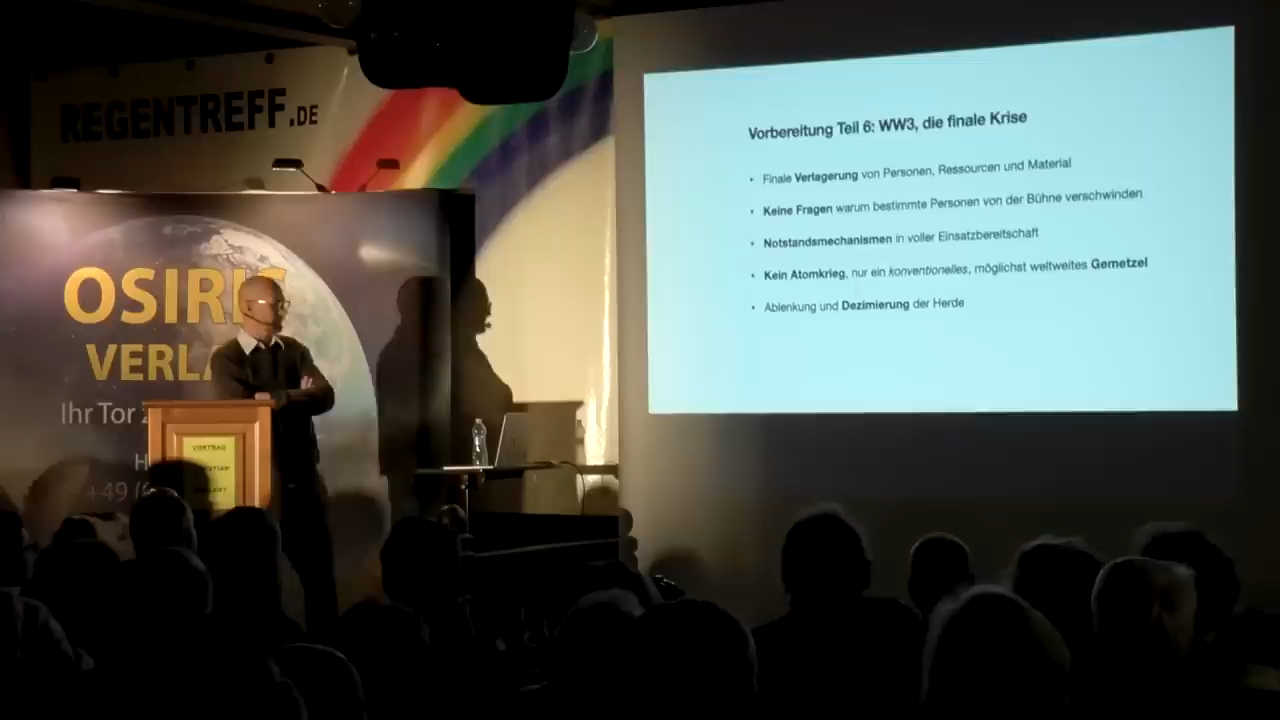 REGENTREFF.DE
OSIRIS
VERLA
Ihr Tor
+49 (
VORTRAG
Vorbereitung Teil 6: WW3, die finale Krise
• Finale Verlagerung von Personen, Ressourcen und Material
• Keine Fragen warum bestimmte Personen von der Bühne verschwinden
• Notstandsmechanismen in voller Einsatzbereitschaft
• Kein Atomkrieg, nur ein konventionelles, möglichst weltweites Gemetzel
• Ablenkung und Dezimierung der Herde